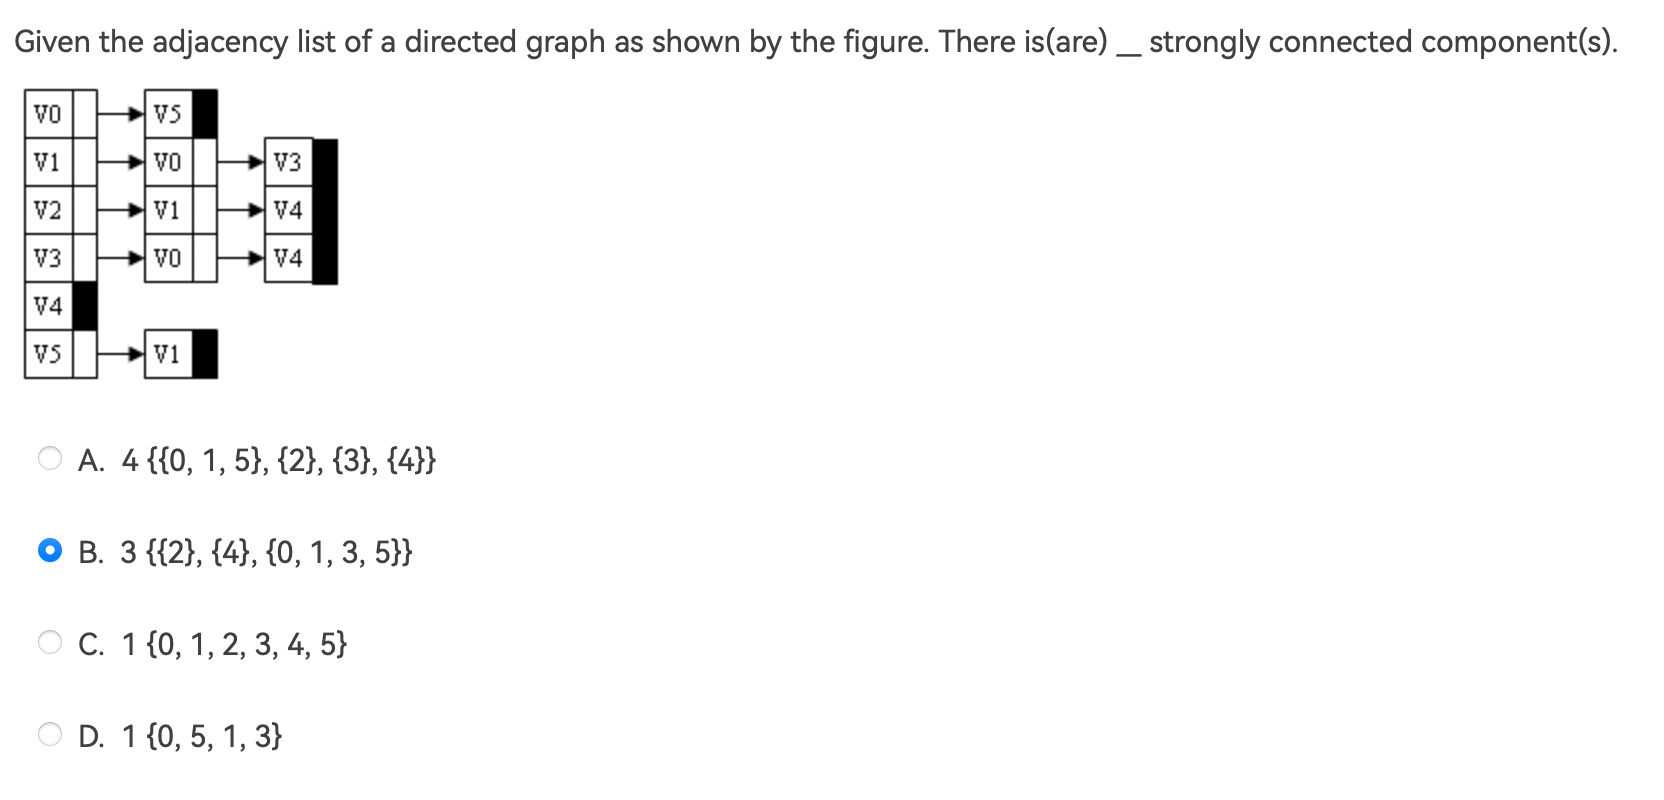 Given the adjacency list of a directed graph as shown by the figure. There is(are) __ strongly connected component(s).
V0 V5
V1 V0 V3
V2 V1 V4
V3 V0 V4
V4
V5 V1
A. 4 {{0, 1, 5}, {2}, {3}, {4}}
B. 3 {{2}, {4}, {0, 1, 3, 5}}
C. 1 {0, 1, 2, 3, 4, 5}
D. 1 {0, 5, 1, 3}